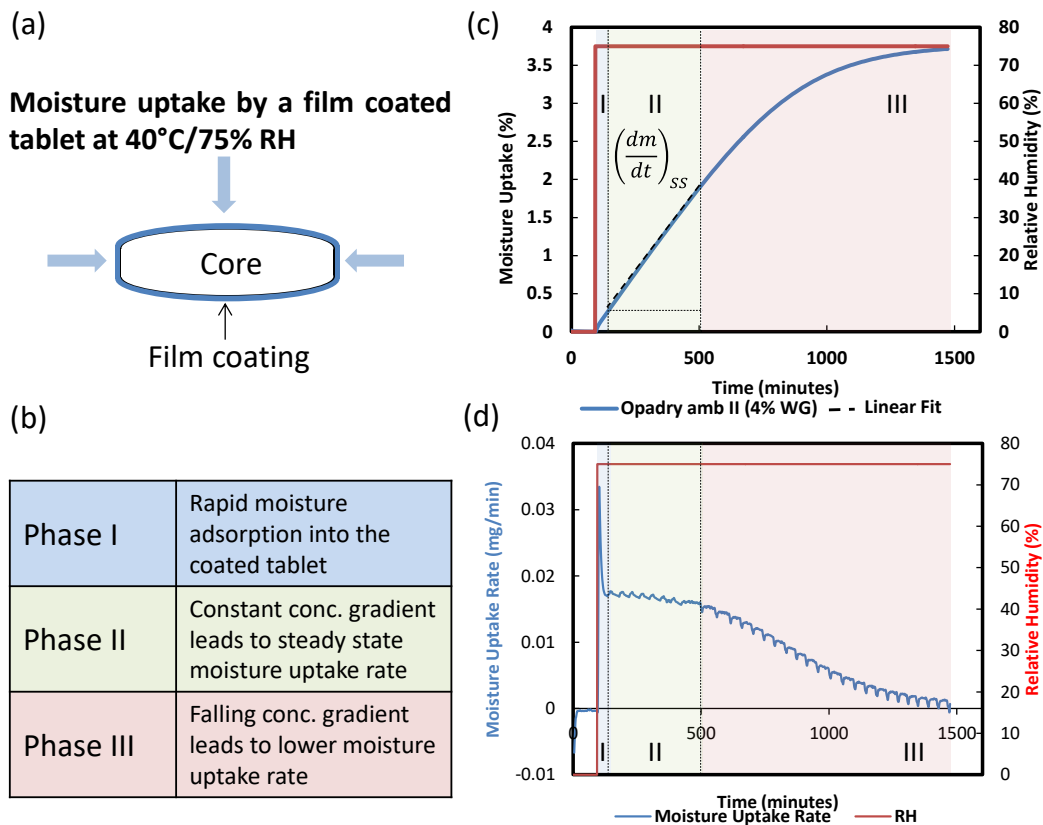 (a)
Moisture uptake by a film coated
tablet at 40°C/75% RH
Core
Film coating
(b)
Phase I
Rapid moisture
adsorption into the
coated tablet
Phase II
Constant conc. gradient
leads to steady state
moisture uptake rate
Phase III
Falling conc. gradient
leads to lower moisture
uptake rate
(c)
Moisture Uptake (%)
4
3.5
3
2.5
2
1.5
1
0.5
0
I
II
III
(dm/dt)SS
80
70
60
50
40
30
20
10
0
Relative Humidity (%)
0
500
1000
1500
Time (minutes)
Opadry amb II (4% WG)
Linear Fit
(d)
Moisture Uptake Rate (mg/min)
0.04
0.03
0.02
0.01
0
-0.01
I
II
III
80
70
60
50
40
30
20
10
0
Relative Humidity (%)
0
500
1000
1500
Time (minutes)
Moisture Uptake Rate
RH